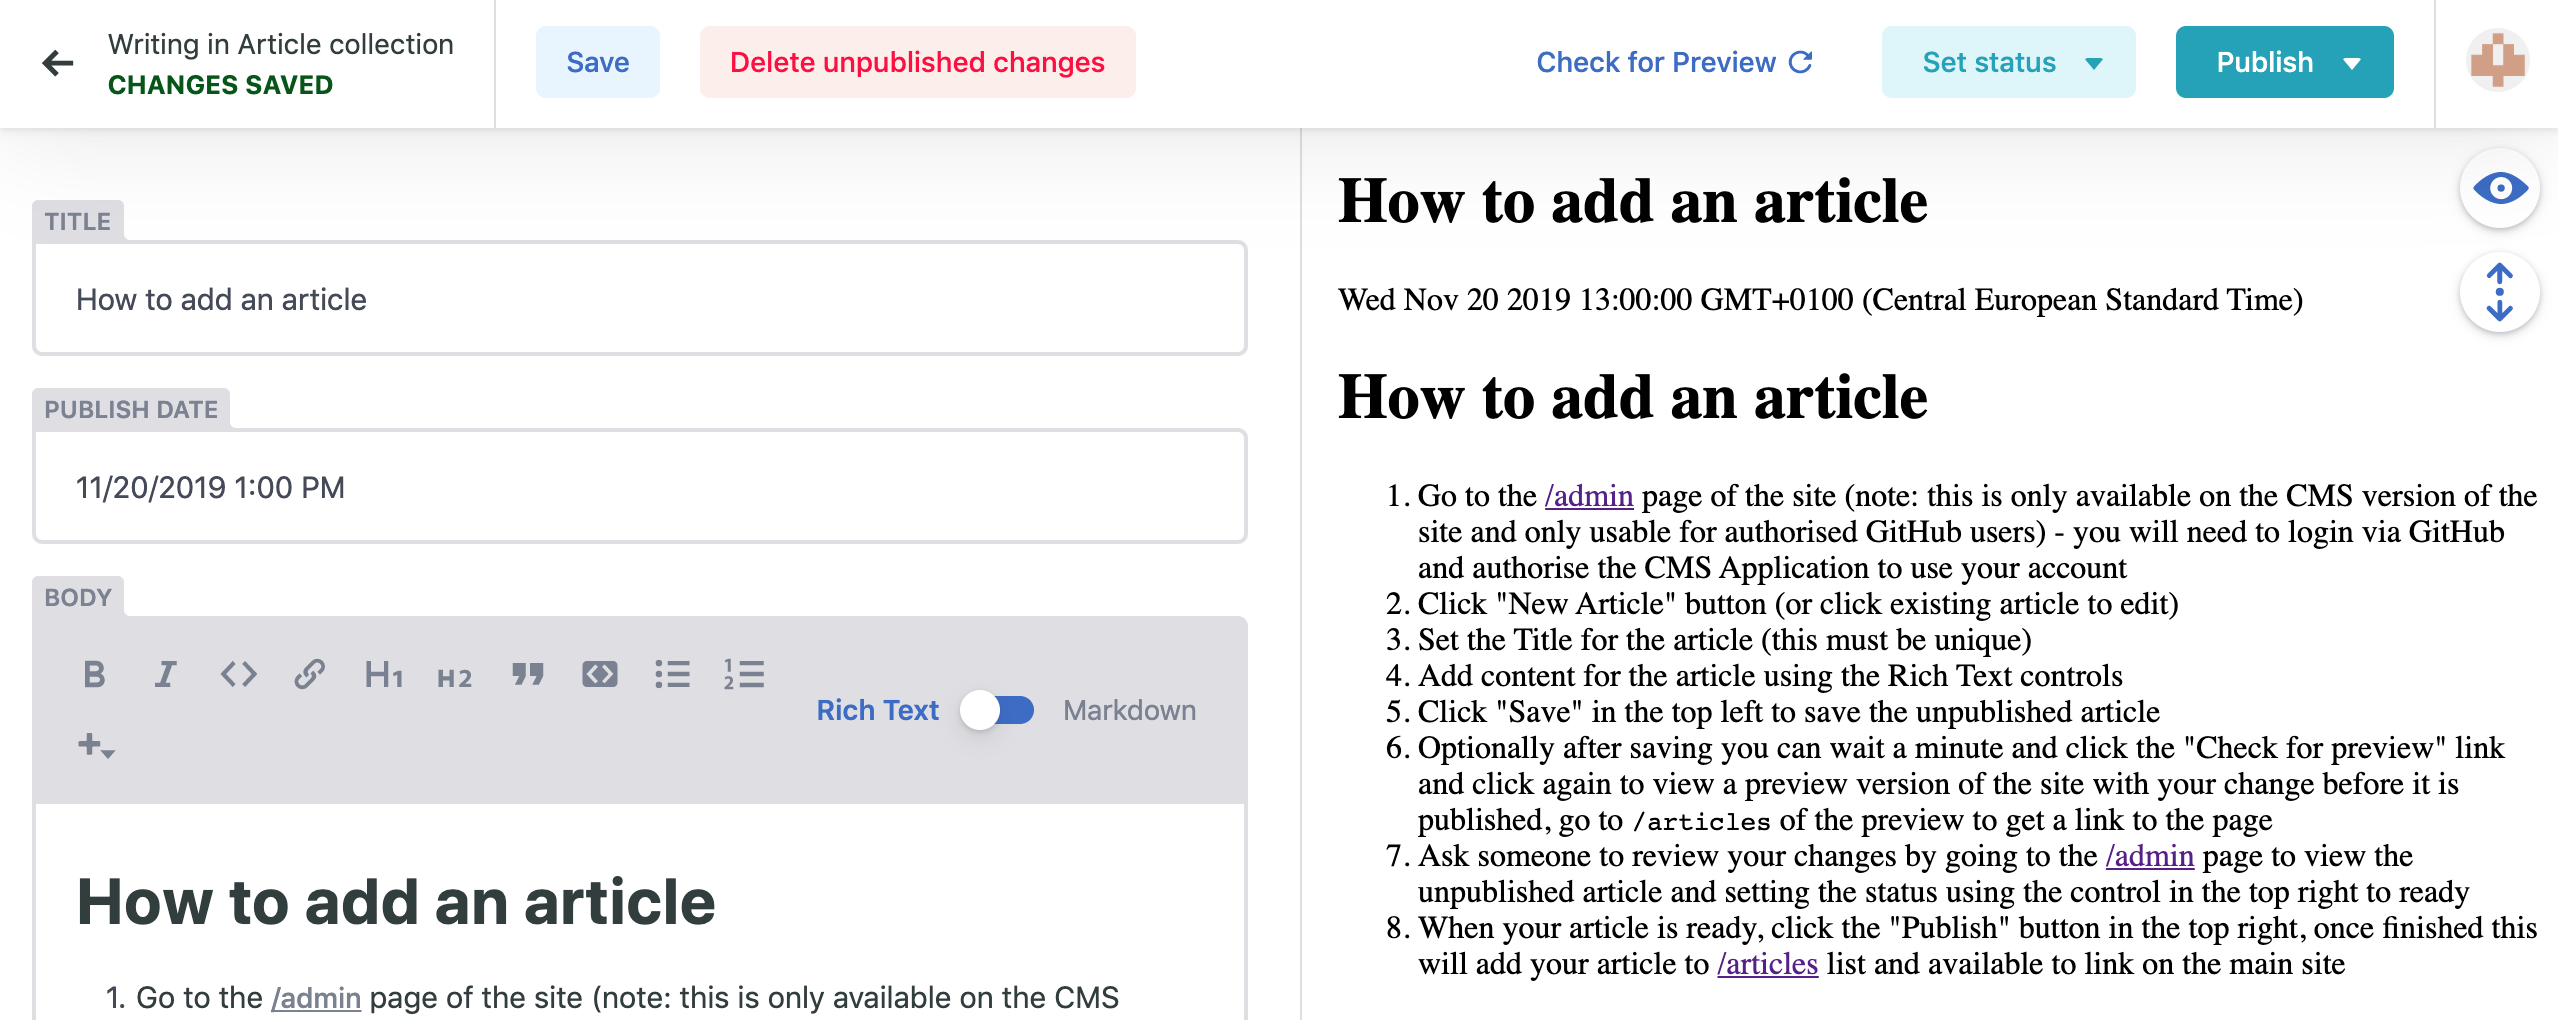 Writing in Article collection
CHANGES SAVED
Save
Delete unpublished changes
Check for Preview
Set status
Publish
TITLE
How to add an article
PUBLISH DATE
11/20/2019 1:00 PM
BODY
B I H1 H2
Rich Text Markdown
How to add an article
1. Go to the /admin page of the site (note: this is only available on the CMS
How to add an article
Wed Nov 20 2019 13:00:00 GMT+0100 (Central European Standard Time)
How to add an article
1. Go to the /admin page of the site (note: this is only available on the CMS version of the
site and only usable for authorised GitHub users) - you will need to login via GitHub
and authorise the CMS Application to use your account
2. Click "New Article" button (or click existing article to edit)
3. Set the Title for the article (this must be unique)
4. Add content for the article using the Rich Text controls
5. Click "Save" in the top left to save the unpublished article
6. Optionally after saving you can wait a minute and click the "Check for preview" link
and click again to view a preview version of the site with your change before it is
published, go to /articles of the preview to get a link to the page
7. Ask someone to review your changes by going to the /admin page to view the
unpublished article and setting the status using the control in the top right to ready
8. When your article is ready, click the "Publish" button in the top right, once finished this
will add your article to /articles list and available to link on the main site